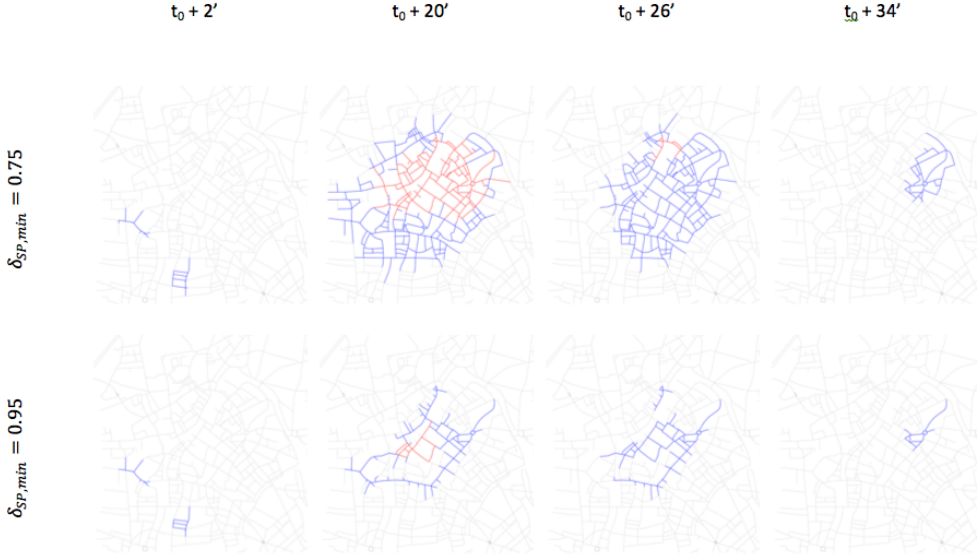 t₀ + 2’ t₀ + 20’ t₀ + 26’ t₀ + 34’
δSP,min = 0.75
δSP,min = 0.95